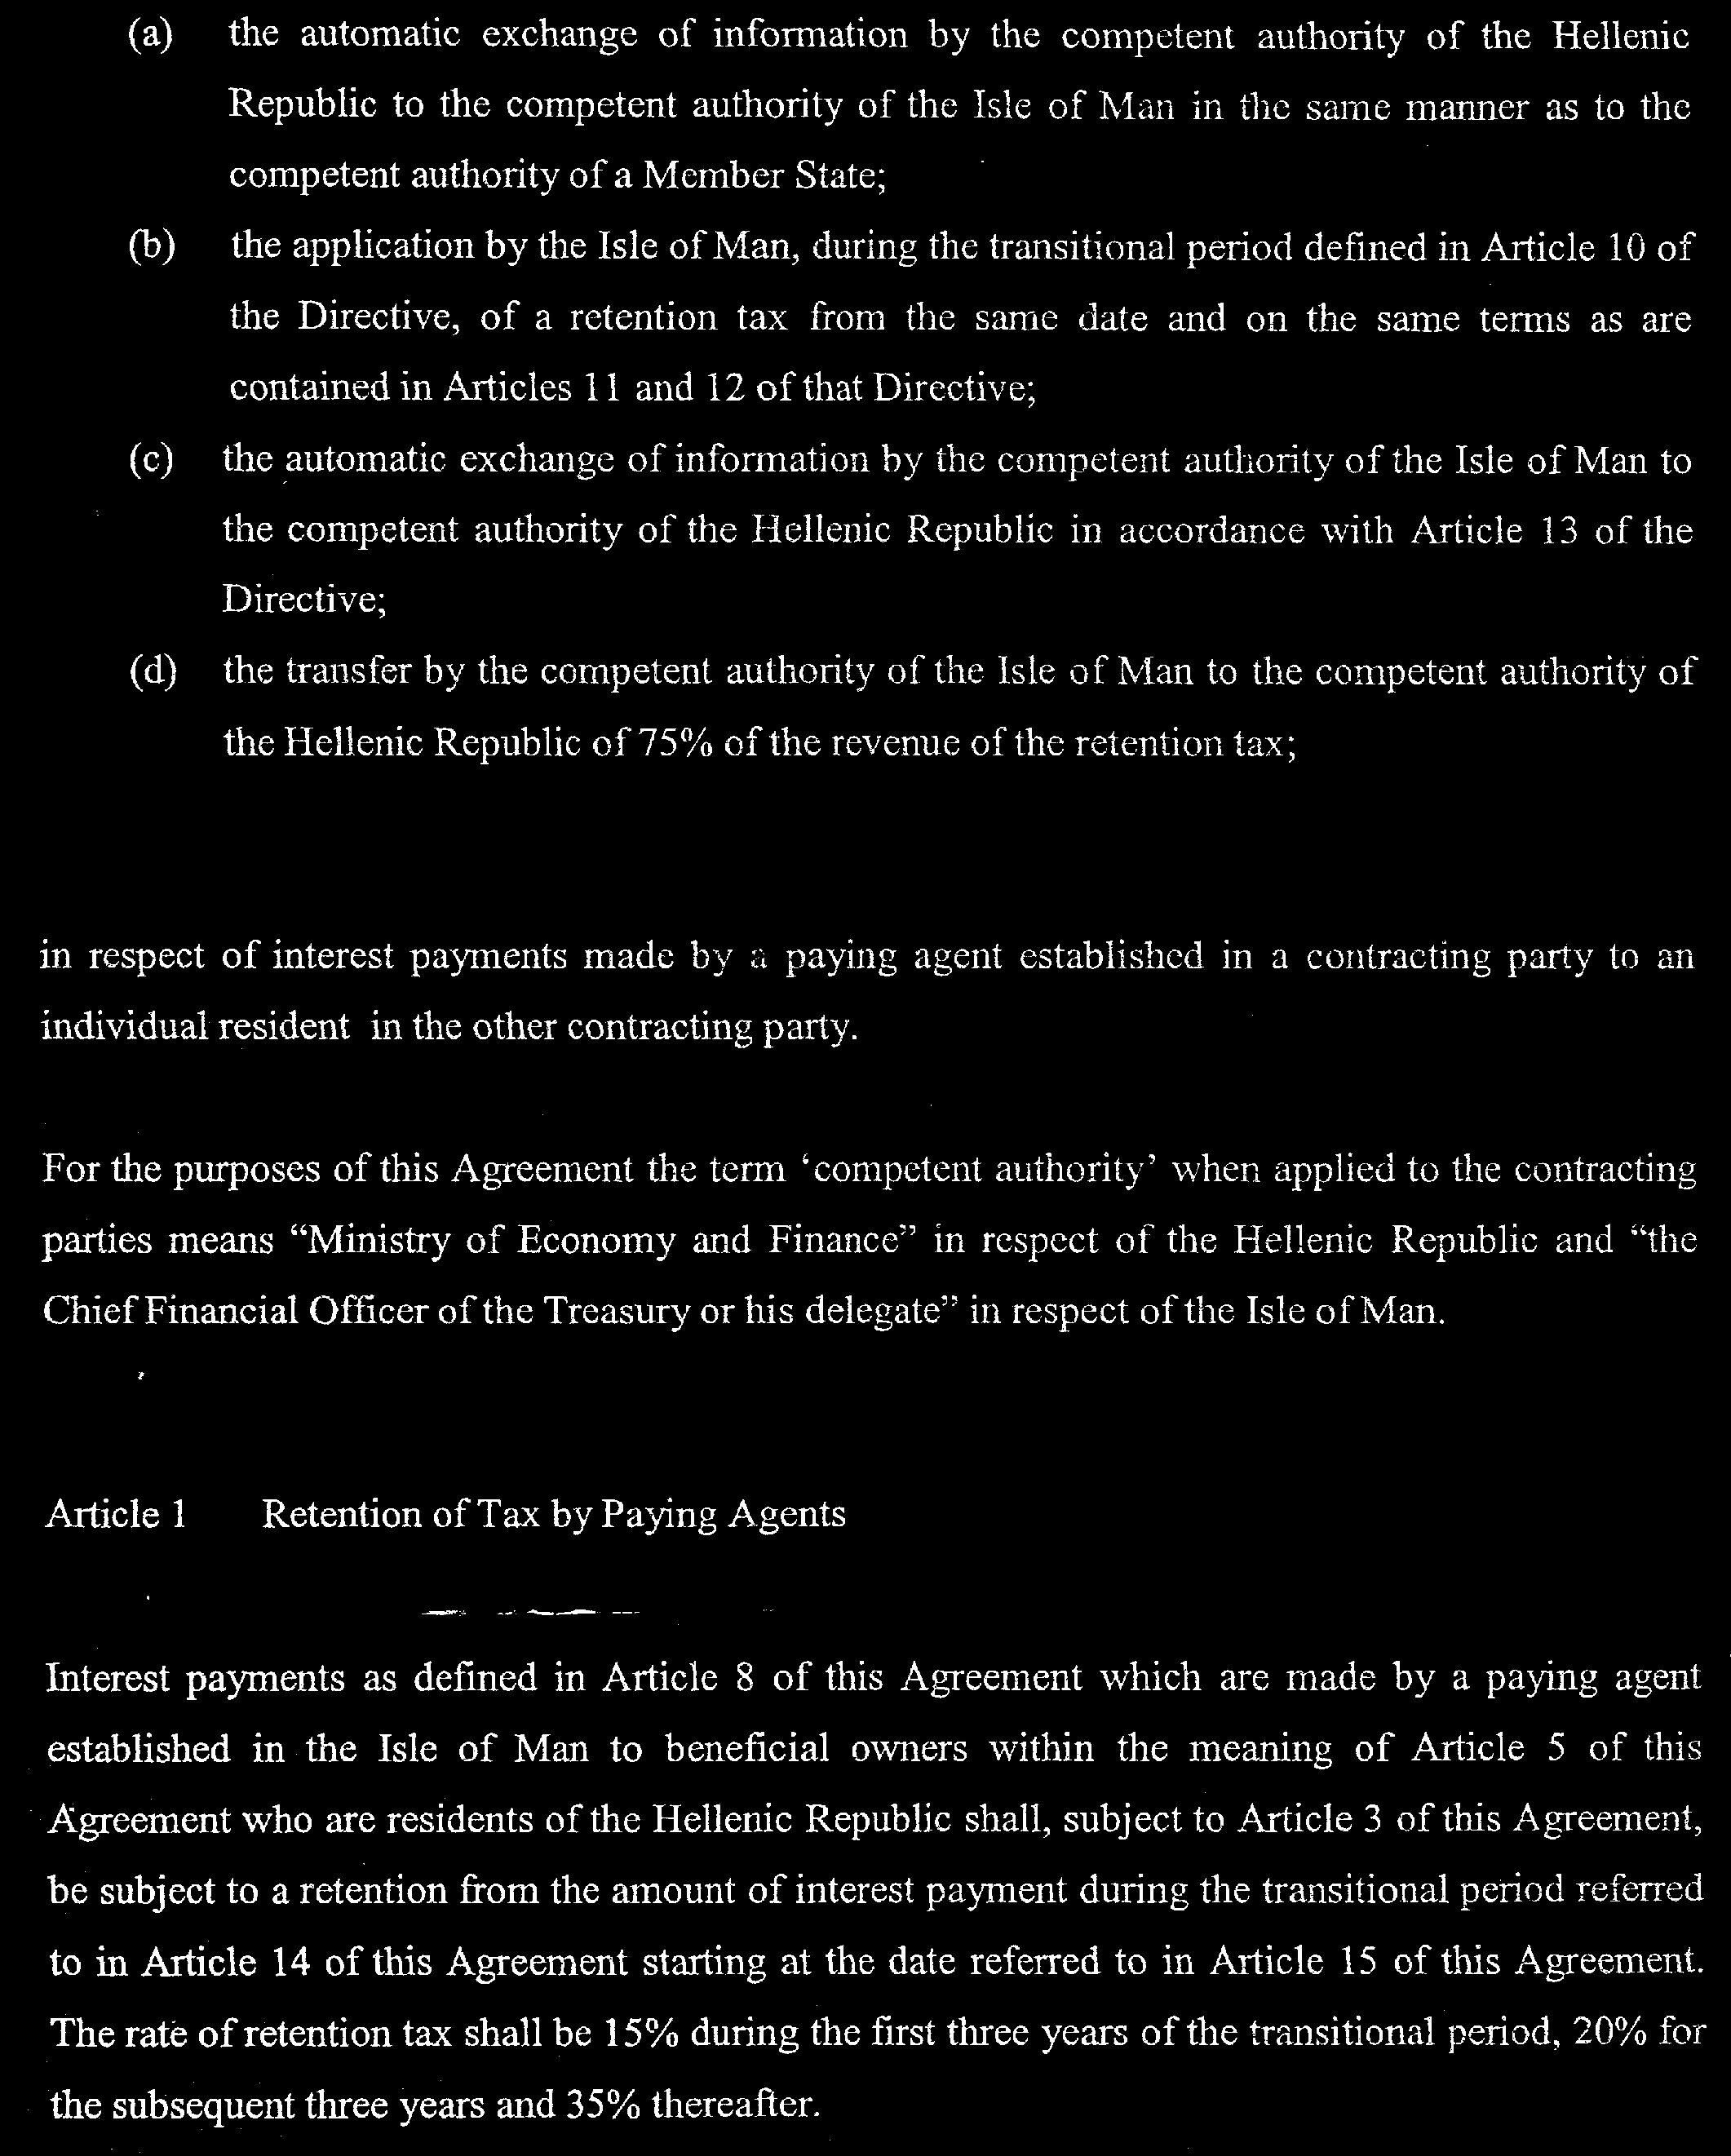 (a) the automatic exchange of information by the competent authority of the Hellenic
Republic to the competent authority of the Isle of Man in the same manner as to the
competent authority of a Member State;
(b) the application by the Isle of Man, during the transitional period defined in Article 10 of
the Directive, of a retention tax from the same date and on the same terms as are
contained in Articles 11 and 12 of that Directive;
(c) the automatic exchange of information by the competent authority of the Isle of Man to
the competent authority of the Hellenic Republic in accordance with Article 13 of the
Directive;
(d) the transfer by the competent authority of the Isle of Man to the competent authority of
the Hellenic Republic of 75% of the revenue of the retention tax;
in respect of interest payments made by a paying agent established in a contracting party to an
individual resident in the other contracting party.
For the purposes of this Agreement the term ‘competent authority’ when applied to the contracting
parties means “Ministry of Economy and Finance” in respect of the Hellenic Republic and “the
Chief Financial Officer of the Treasury or his delegate” in respect of the Isle of Man.
Article 1 Retention of Tax by Paying Agents
Interest payments as defined in Article 8 of this Agreement which are made by a paying agent
established in the Isle of Man to beneficial owners within the meaning of Article 5 of this
Agreement who are residents of the Hellenic Republic shall, subject to Article 3 of this Agreement,
be subject to a retention from the amount of interest payment during the transitional period referred
to in Article 14 of this Agreement starting at the date referred to in Article 15 of this Agreement.
The rate of retention tax shall be 15% during the first three years of the transitional period, 20% for
the subsequent three years and 35% thereafter.